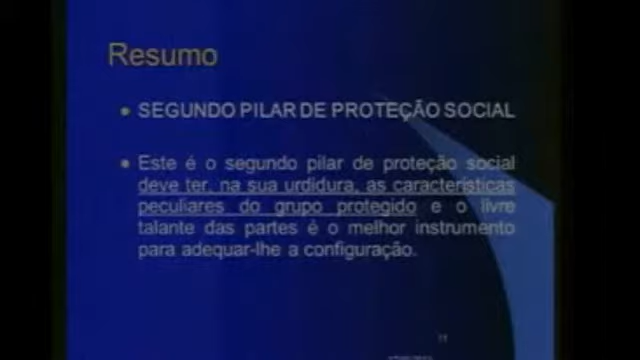 Resumo
• SEGUNDO PILAR DE PROTEÇÃO SOCIAL
• Este é o segundo pilar de proteção social
deve ter, na sua urdidura, as características
peculiares do grupo protegido e o livre
talante das partes é o melhor instrumento
para adequar-lhe a configuração.